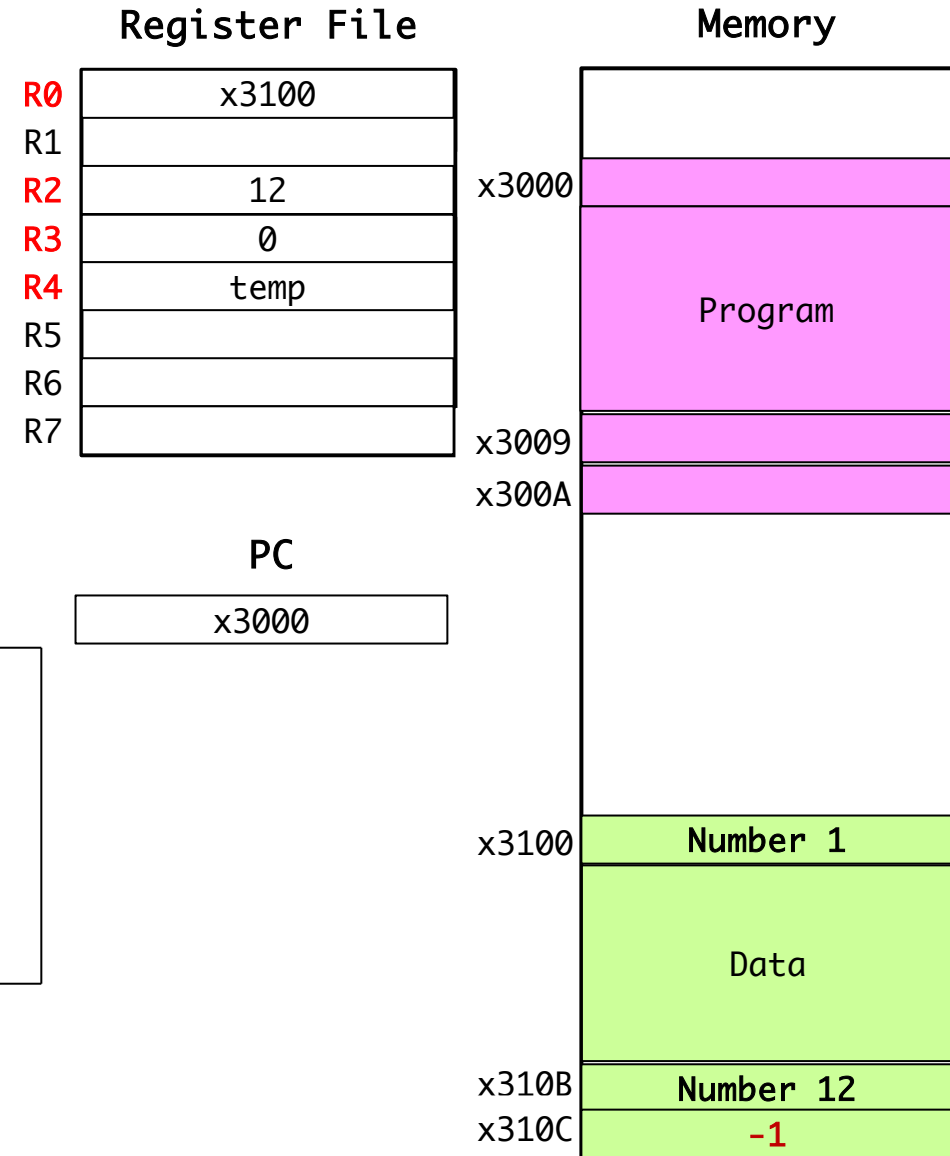 Register File
R0 x3100
R1
R2 12
R3 0
R4 temp
R5
R6
R7
PC
x3000
Memory
x3000
Program
x3009
x300A
x3100 Number 1
Data
x310B Number 12
x310C -1